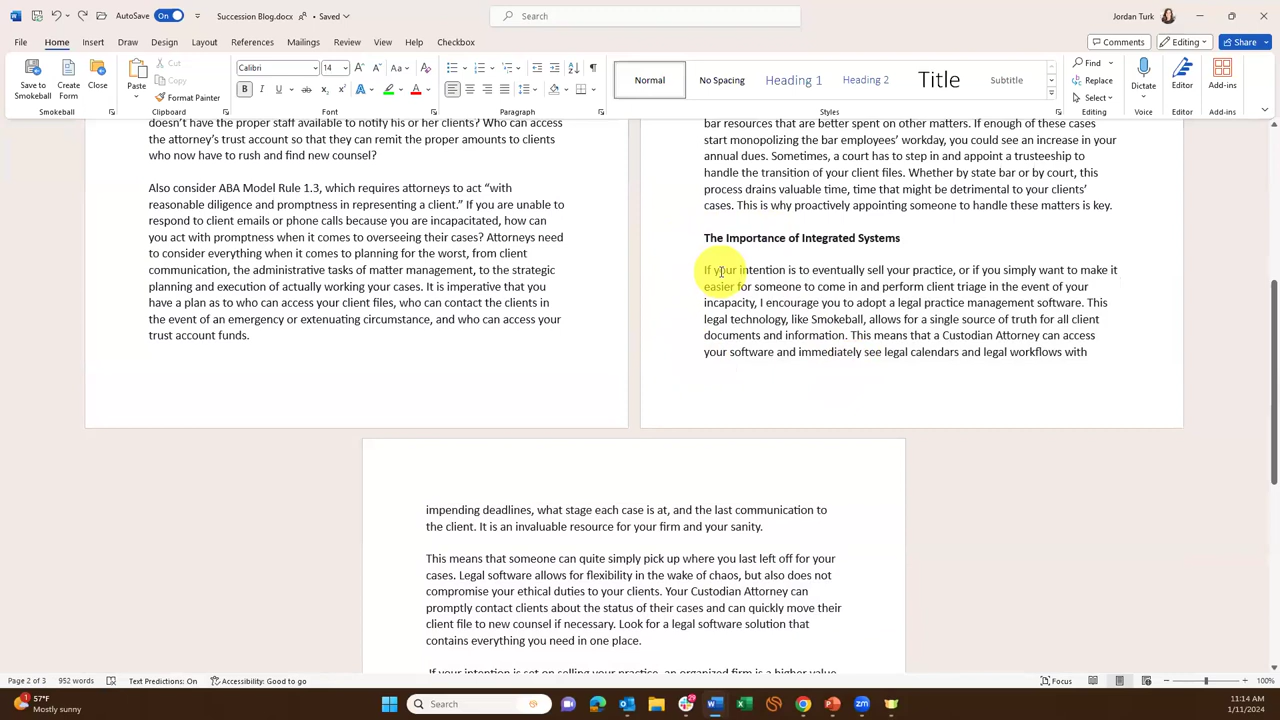 AutoSave On Succession Blog.docx • Saved Search Jordan Turk
File Home Insert Draw Design Layout References Mailings Review View Help Acrobat Checkbox Comments Editing Share
Save to Smokeball
Create Form
Close
Paste
Cut
Copy
Format Painter
Clipboard
Calibri 14
Aa
B I U ab x₂ x²
Font
Paragraph
Normal No Spacing Heading 1 Heading 2 Title Subtitle
Styles
Find
Replace
Select
Editing
Dictate
Voice
Editor
Editor
Add-ins
Add-ins
doesn't have the proper staff available to notify his or her clients? Who can access
the attorney's trust account so that they can remit the proper amounts to clients
who now have to rush and find new counsel?
Also consider ABA Model Rule 1.3, which requires attorneys to act "with
reasonable diligence and promptness in representing a client." If you are unable to
respond to client emails or phone calls because you are incapacitated, how can
you act with promptness when it comes to overseeing their cases? Attorneys need
to consider everything when it comes to planning for the worst, from client
communication, the administrative tasks of matter management, to the strategic
planning and execution of actually working your cases. It is imperative that you
have a plan as to who can access your client files, who can contact the clients in
the event of an emergency or extenuating circumstance, and who can access your
trust account funds.
bar resources that are better spent on other matters. If enough of these cases
start monopolizing the bar employees' workday, you could see an increase in your
annual dues. Sometimes, a court has to step in and appoint a trusteeship to
handle the transition of your client files. Whether by state bar or by court, this
process drains valuable time, time that might be detrimental to your clients'
cases. This is why proactively appointing someone to handle these matters is key.
The Importance of Integrated Systems
If your intention is to eventually sell your practice, or if you simply want to make it
easier for someone to come in and perform client triage in the event of your
incapacity, I encourage you to adopt a legal practice management software. This
legal technology, like Smokeball, allows for a single source of truth for all client
documents and information. This means that a Custodian Attorney can access
your software and immediately see legal calendars and legal workflows with
impending deadlines, what stage each case is at, and the last communication to
the client. It is an invaluable resource for your firm and your sanity.
This means that someone can quite simply pick up where you last left off for your
cases. Legal software allows for flexibility in the wake of chaos, but also does not
compromise your ethical duties to your clients. Your Custodian Attorney can
promptly contact clients about the status of their cases and can quickly move their
client file to new counsel if necessary. Look for a legal software solution that
contains everything you need in one place.
If your intention is set on selling your practice, an organized firm is a higher value
Page 2 of 3 952 words Text Predictions: On Accessibility: Good to go Focus 100%
57°F
Mostly sunny
Search
29
11:14 AM
1/11/2024